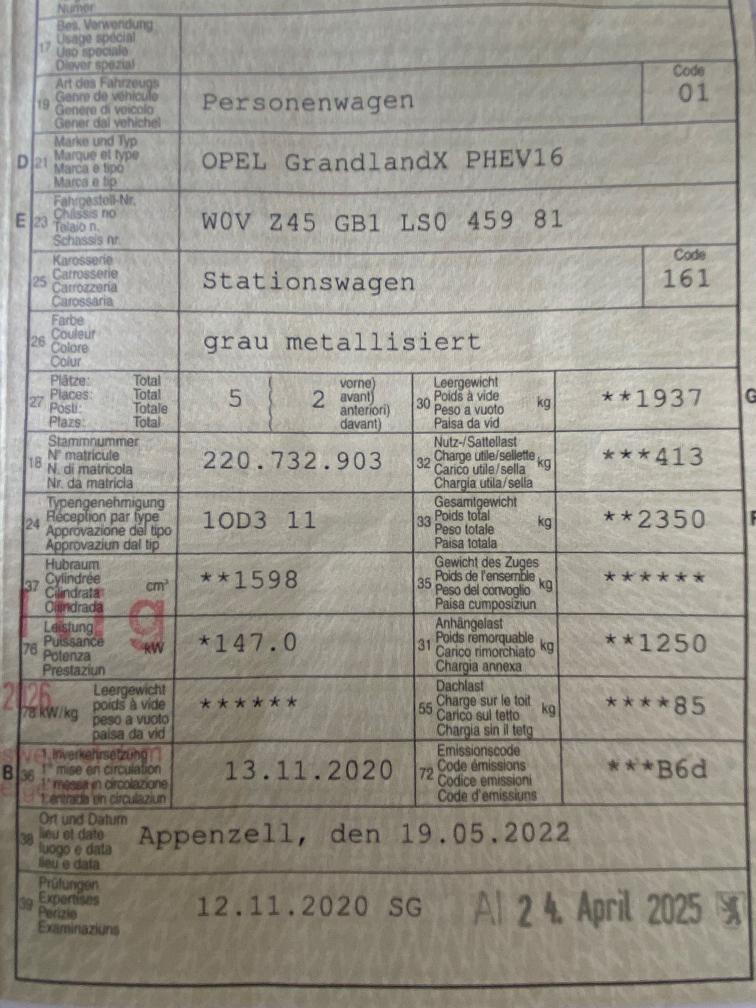 Numer
17 Bes. Verwendung
Usage spécial
Uso speciale
Diever spezial
19 Art des Fahrzeugs
Genre de véhicule
Genere di veicolo
Gener dal vehichel
Personenwagen
Code
01
D 21 Marke und Typ
Marque et type
Marca e tipo
Marca e tip
OPEL GrandlandX PHEV16
E 23 Fahrgestell-Nr.
Châssis no
Telaio n.
Schassis nr.
W0V Z45 GB1 LS0 459 81
25 Karosserie
Carrosserie
Carrozzeria
Carossaria
Stationswagen
Code
161
26 Farbe
Couleur
Colore
Colur
grau metallisiert
27 Plätze: Total
Places: Total
Posti: Totale
Plazs: Total
5
2
vorne)
avant)
anteriori)
davant)
30 Leergewicht
Poids à vide
Peso a vuoto
Paisa da vid
kg
**1937
G
18 Stammnummer
N° matricule
N. di matricola
Nr. da matricla
220.732.903
32 Nutz-/Sattellast
Charge utile/sellette
Carico utile/sella
Chargia utila/sella
kg
***413
24 Typengenehmigung
Réception par type
Approvazione del tipo
Approvaziun dal tip
1OD3 11
33 Gesamtgewicht
Poids total
Peso totale
Paisa totala
kg
**2350
F
37 Hubraum
Cylindrée
Cilindrata
Cilindrada
cm³
**1598
35 Gewicht des Zuges
Poids de l'ensemble
Peso del convoglio
Paisa cumposiziun
kg
******
76 Leistung
Puissance
Potenza
Prestaziun
kW
*147.0
31 Anhängelast
Poids remorquable
Carico rimorchiato
Chargia annexa
kg
**1250
2026
78 kW/kg
Leergewicht
poids à vide
peso a vuoto
paisa da vid
******
55 Dachlast
Charge sur le toit
Carico sul tetto
Chargia sin il tetg
kg
****85
B 36 1. Inverkehrsetzung
1re mise en circulation
1a messa in circolazione
1. entrada en circulaziun
13.11.2020
72 Emissionscode
Code émissions
Codice emissioni
Code d'emissiuns
***B6d
38 Ort und Datum
lieu et date
luogo e data
lieu e data
Appenzell, den 19.05.2022
39 Prüfungen
Expertises
Perizie
Examinaziuns
12.11.2020 SG
AI 24. April 2025